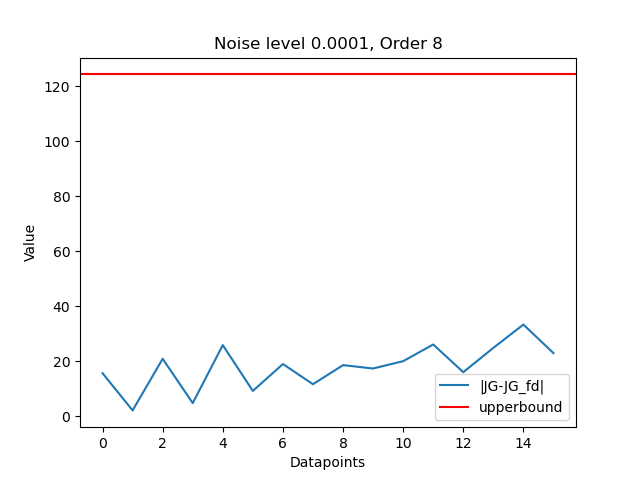 Noise level 0.0001, Order 8
Value
120
100
80
60
40
20
0
0 2 4 6 8 10 12 14
Datapoints
|JG-JG_fd|
upperbound